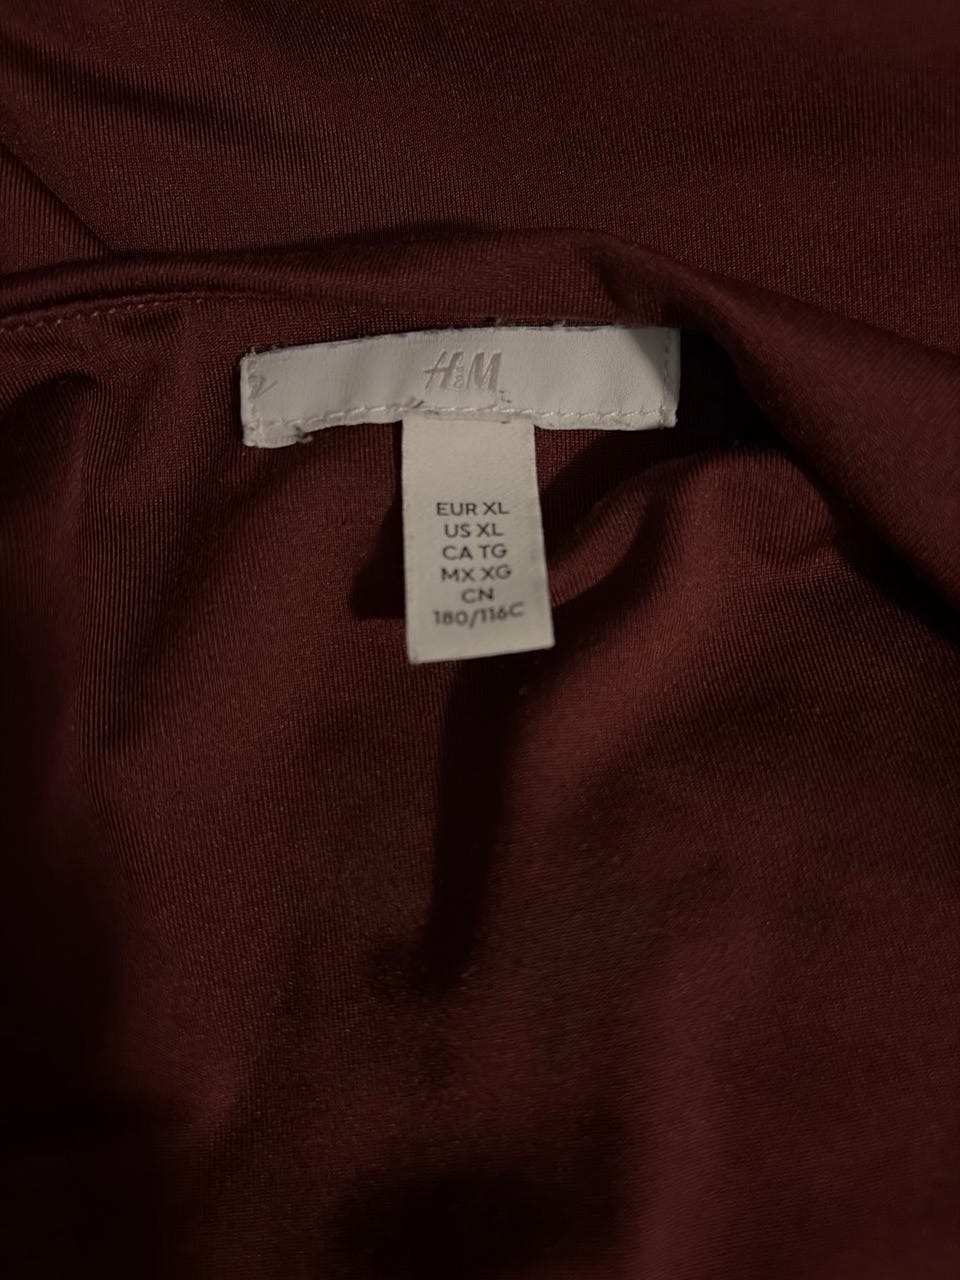 H&M
EUR XL
US XL
CA TG
MX XG
CN
180/116C